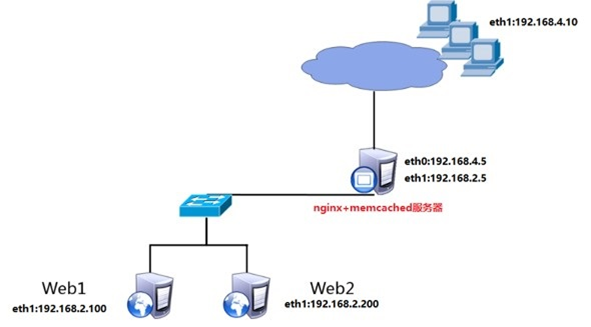 eth1:192.168.4.10
eth0:192.168.4.5
eth1:192.168.2.5
nginx+memcached服务器
Web1
eth1:192.168.2.100
Web2
eth1:192.168.2.200